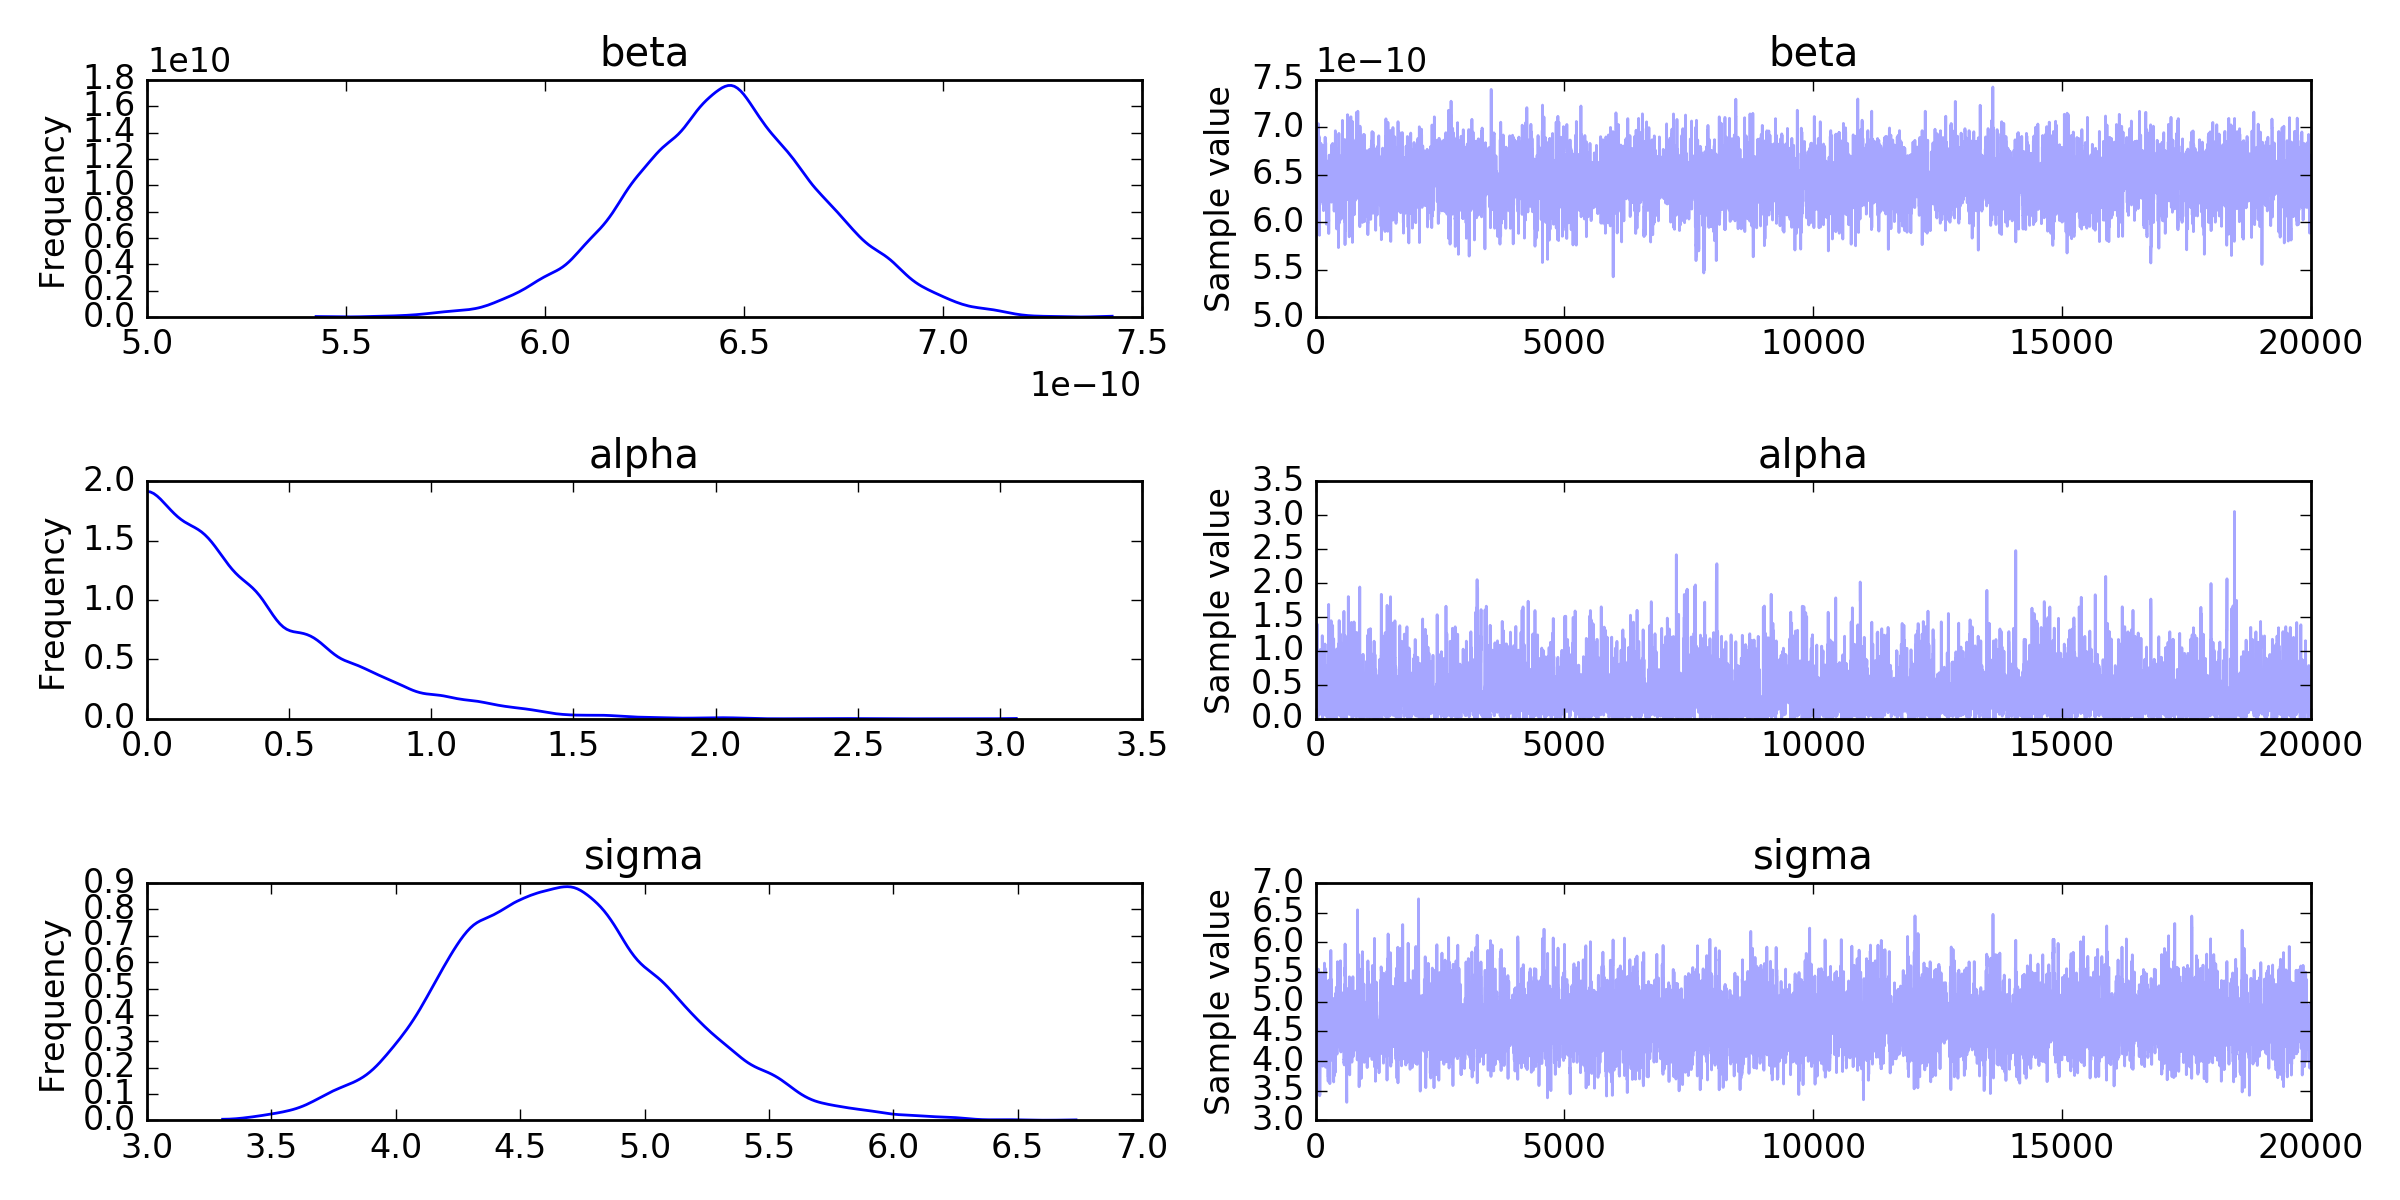 beta
1e10
Frequency
1.8
1.6
1.4
1.2
1.0
0.8
0.6
0.4
0.2
0.0
5.0 5.5 6.0 6.5 7.0 7.5
1e−10
beta
1e−10
Sample value
7.5
7.0
6.5
6.0
5.5
5.0
0 5000 10000 15000 20000
alpha
Frequency
2.0
1.5
1.0
0.5
0.0
0.0 0.5 1.0 1.5 2.0 2.5 3.0 3.5
alpha
Sample value
3.5
3.0
2.5
2.0
1.5
1.0
0.5
0.0
0 5000 10000 15000 20000
sigma
Frequency
0.9
0.8
0.7
0.6
0.5
0.4
0.3
0.2
0.1
0.0
3.0 3.5 4.0 4.5 5.0 5.5 6.0 6.5 7.0
sigma
Sample value
7.0
6.5
6.0
5.5
5.0
4.5
4.0
3.5
3.0
0 5000 10000 15000 20000